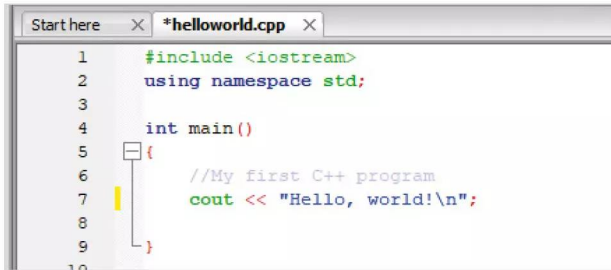 Start here × *helloworld.cpp ×
1 #include <iostream>
2 using namespace std;
3
4 int main()
5 {
6 //My first C++ program
7 cout << "Hello, world!\n";
8
9 }
10